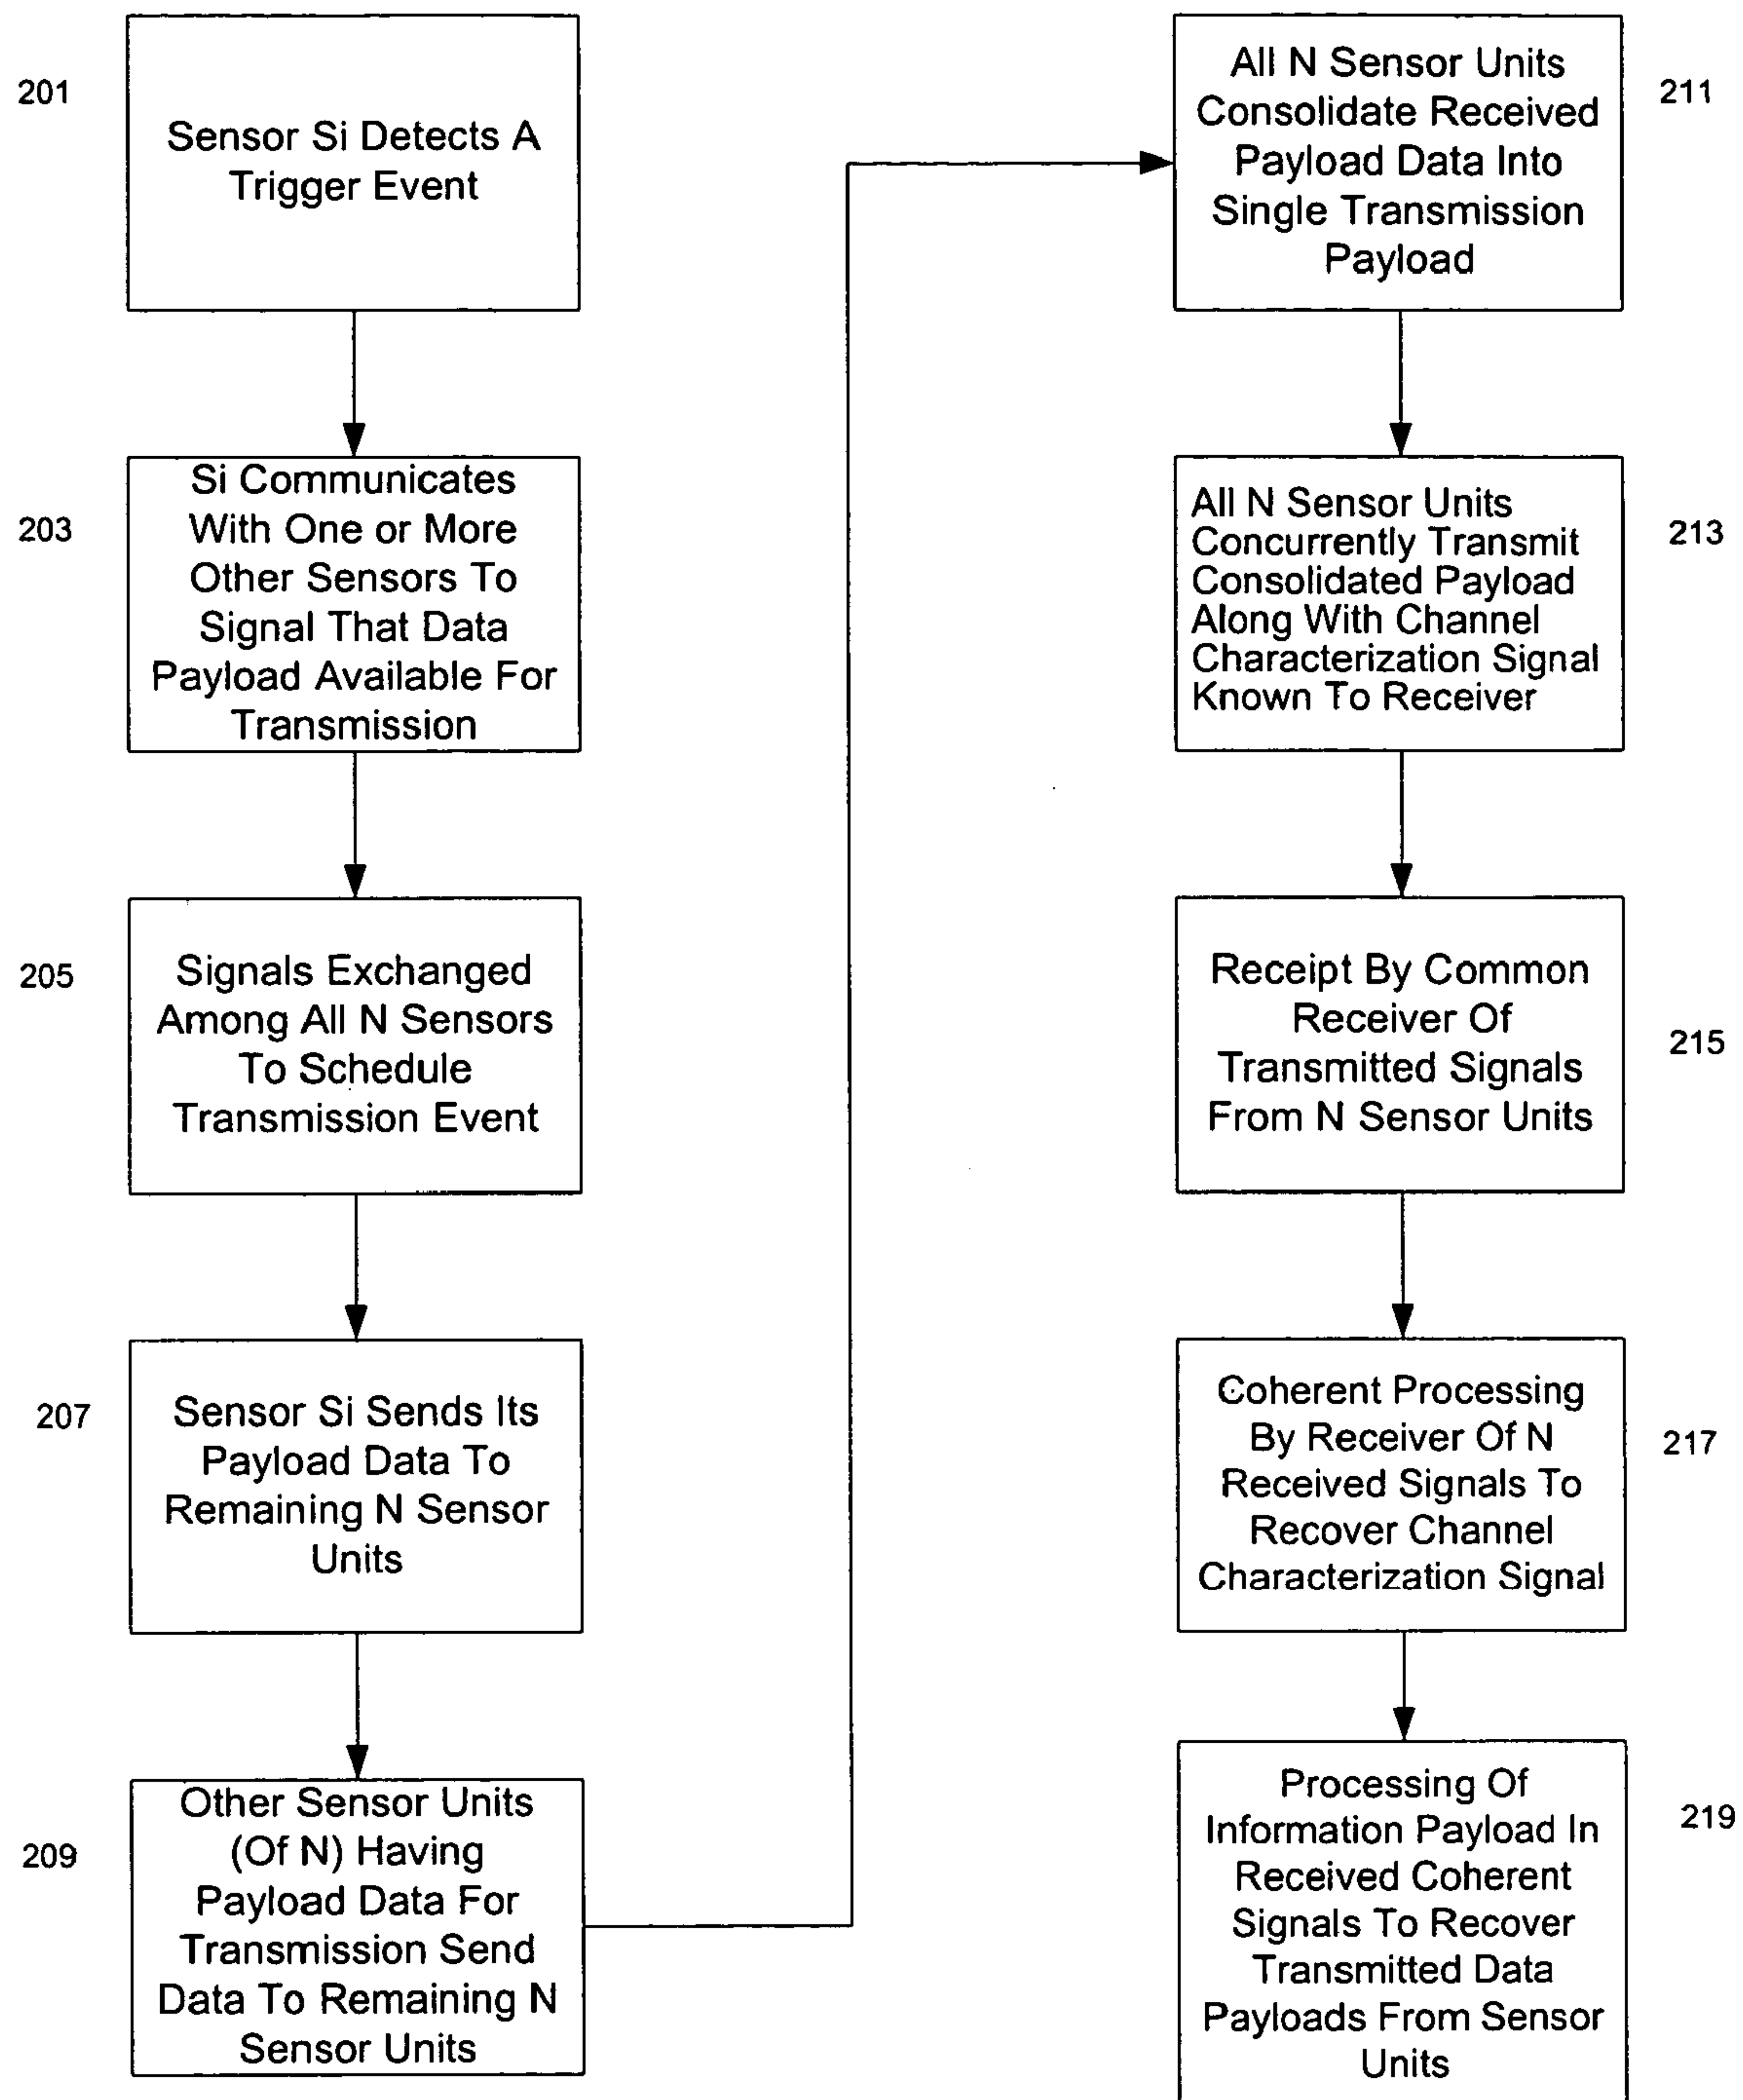 201
Sensor Si Detects A
Trigger Event
203
Si Communicates
With One or More
Other Sensors To
Signal That Data
Payload Available For
Transmission
205
Signals Exchanged
Among All N Sensors
To Schedule
Transmission Event
207
Sensor Si Sends Its
Payload Data To
Remaining N Sensor
Units
209
Other Sensor Units
(Of N) Having
Payload Data For
Transmission Send
Data To Remaining N
Sensor Units
211
All N Sensor Units
Consolidate Received
Payload Data Into
Single Transmission
Payload
213
All N Sensor Units
Concurrently Transmit
Consolidated Payload
Along With Channel
Characterization Signal
Known To Receiver
215
Receipt By Common
Receiver Of
Transmitted Signals
From N Sensor Units
217
Coherent Processing
By Receiver Of N
Received Signals To
Recover Channel
Characterization Signal
219
Processing Of
Information Payload In
Received Coherent
Signals To Recover
Transmitted Data
Payloads From Sensor
Units